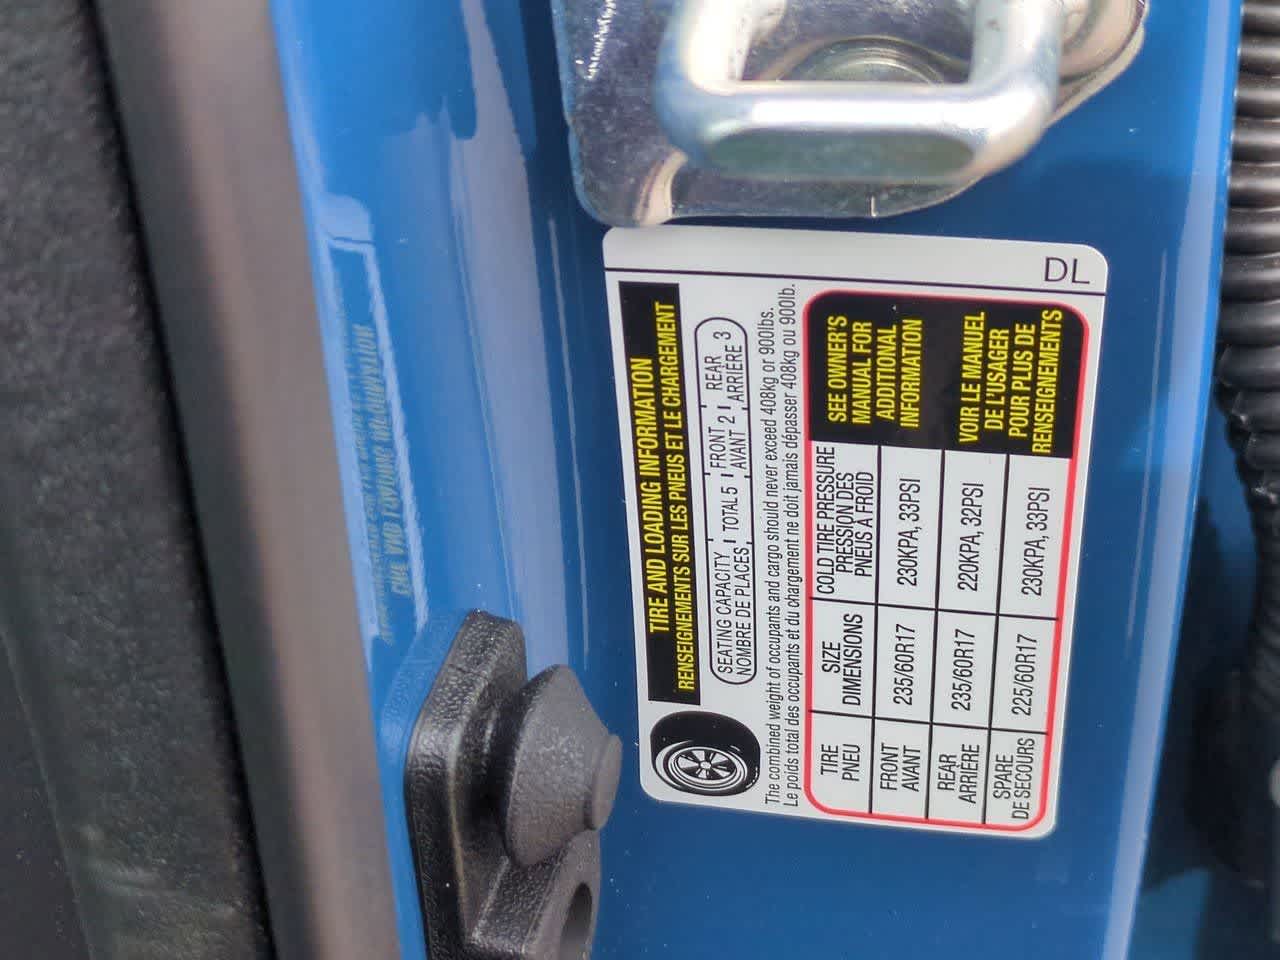 DL
TIRE AND LOADING INFORMATION
RENSEIGNEMENTS SUR LES PNEUS ET LE CHARGEMENT
SEATING CAPACITY TOTAL 5 FRONT 2 REAR 3
NOMBRE DE PLACES AVANT ARRIÈRE
The combined weight of occupants and cargo should never exceed 408kg or 900lbs.
Le poids total des occupants et du chargement ne doit jamais dépasser 408kg ou 900lb.
TIRE SIZE COLD TIRE PRESSURE
PNEU DIMENSIONS PRESSION DES
PNEUS À FROID
FRONT 235/60R17 230KPA, 33PSI
AVANT
REAR 235/60R17 220KPA, 32PSI
ARRIÈRE
SPARE 225/60R17 230KPA, 33PSI
DE SECOURS
SEE OWNER'S
MANUAL FOR
ADDITIONAL
INFORMATION
VOIR LE MANUEL
DE L'USAGER
POUR PLUS DE
RENSEIGNEMENTS